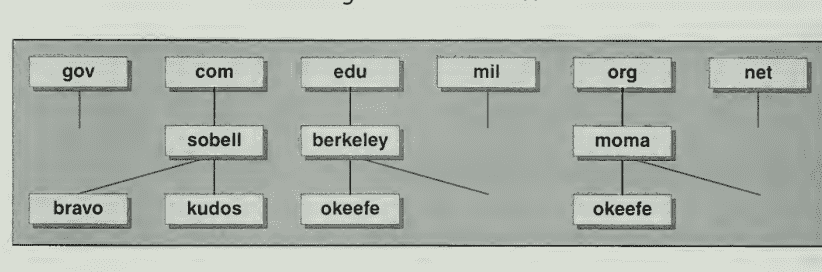 gov com edu mil org net
sobell berkeley moma
bravo kudos okeefe okeefe